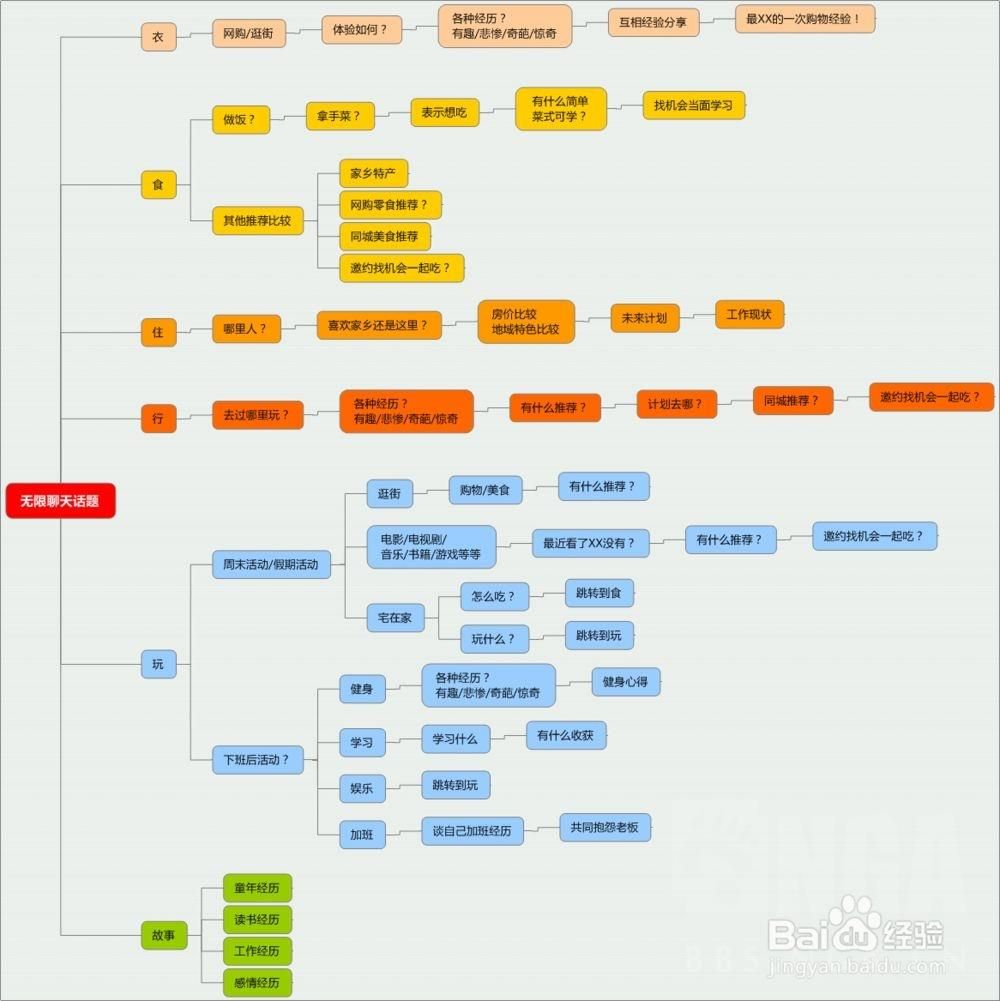 衣
网购/逛街
体验如何？
各种经历？
有趣/悲惨/奇葩/惊奇
互相经验分享
最XX的一次购物经验！
食
做饭？
拿手菜？
表示想吃
有什么简单
菜式可学？
找机会当面学习
其他推荐比较
家乡特产
网购零食推荐？
同城美食推荐
邀约找机会一起吃？
住
哪里人？
喜欢家乡还是这里？
房价比较
地域特色比较
未来计划
工作现状
行
去过哪里玩？
各种经历？
有趣/悲惨/奇葩/惊奇
有什么推荐？
计划去哪？
同城推荐？
邀约找机会一起吃？
无限聊天话题
玩
周末活动/假期活动
逛街
购物/美食
有什么推荐？
电影/电视剧/
音乐/书籍/游戏等等
最近看了XX没有？
有什么推荐？
邀约找机会一起吃？
宅在家
怎么吃？
跳转到食
玩什么？
跳转到玩
下班后活动？
健身
各种经历？
有趣/悲惨/奇葩/惊奇
健身心得
学习
学习什么
有什么收获
娱乐
跳转到玩
加班
谈自己加班经历
共同抱怨老板
故事
童年经历
读书经历
工作经历
感情经历
NGA
Baidu经验
jingyan.baidu.com